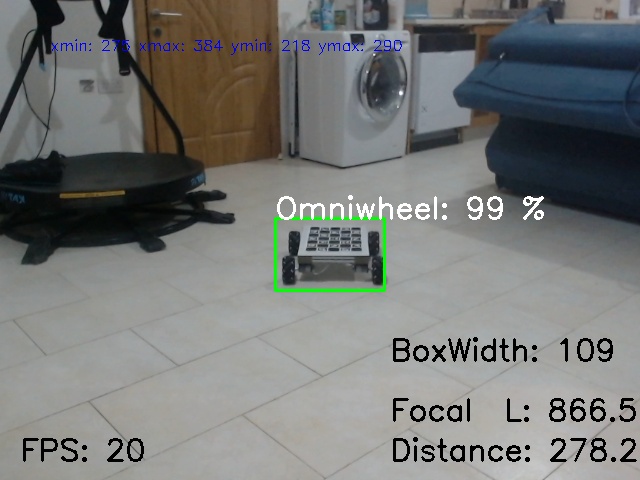 xmin: 275 xmax: 384 ymin: 218 ymax: 290
Omniwheel: 99 %
BoxWidth: 109
Focal L: 866.5
FPS: 20
Distance: 278.2